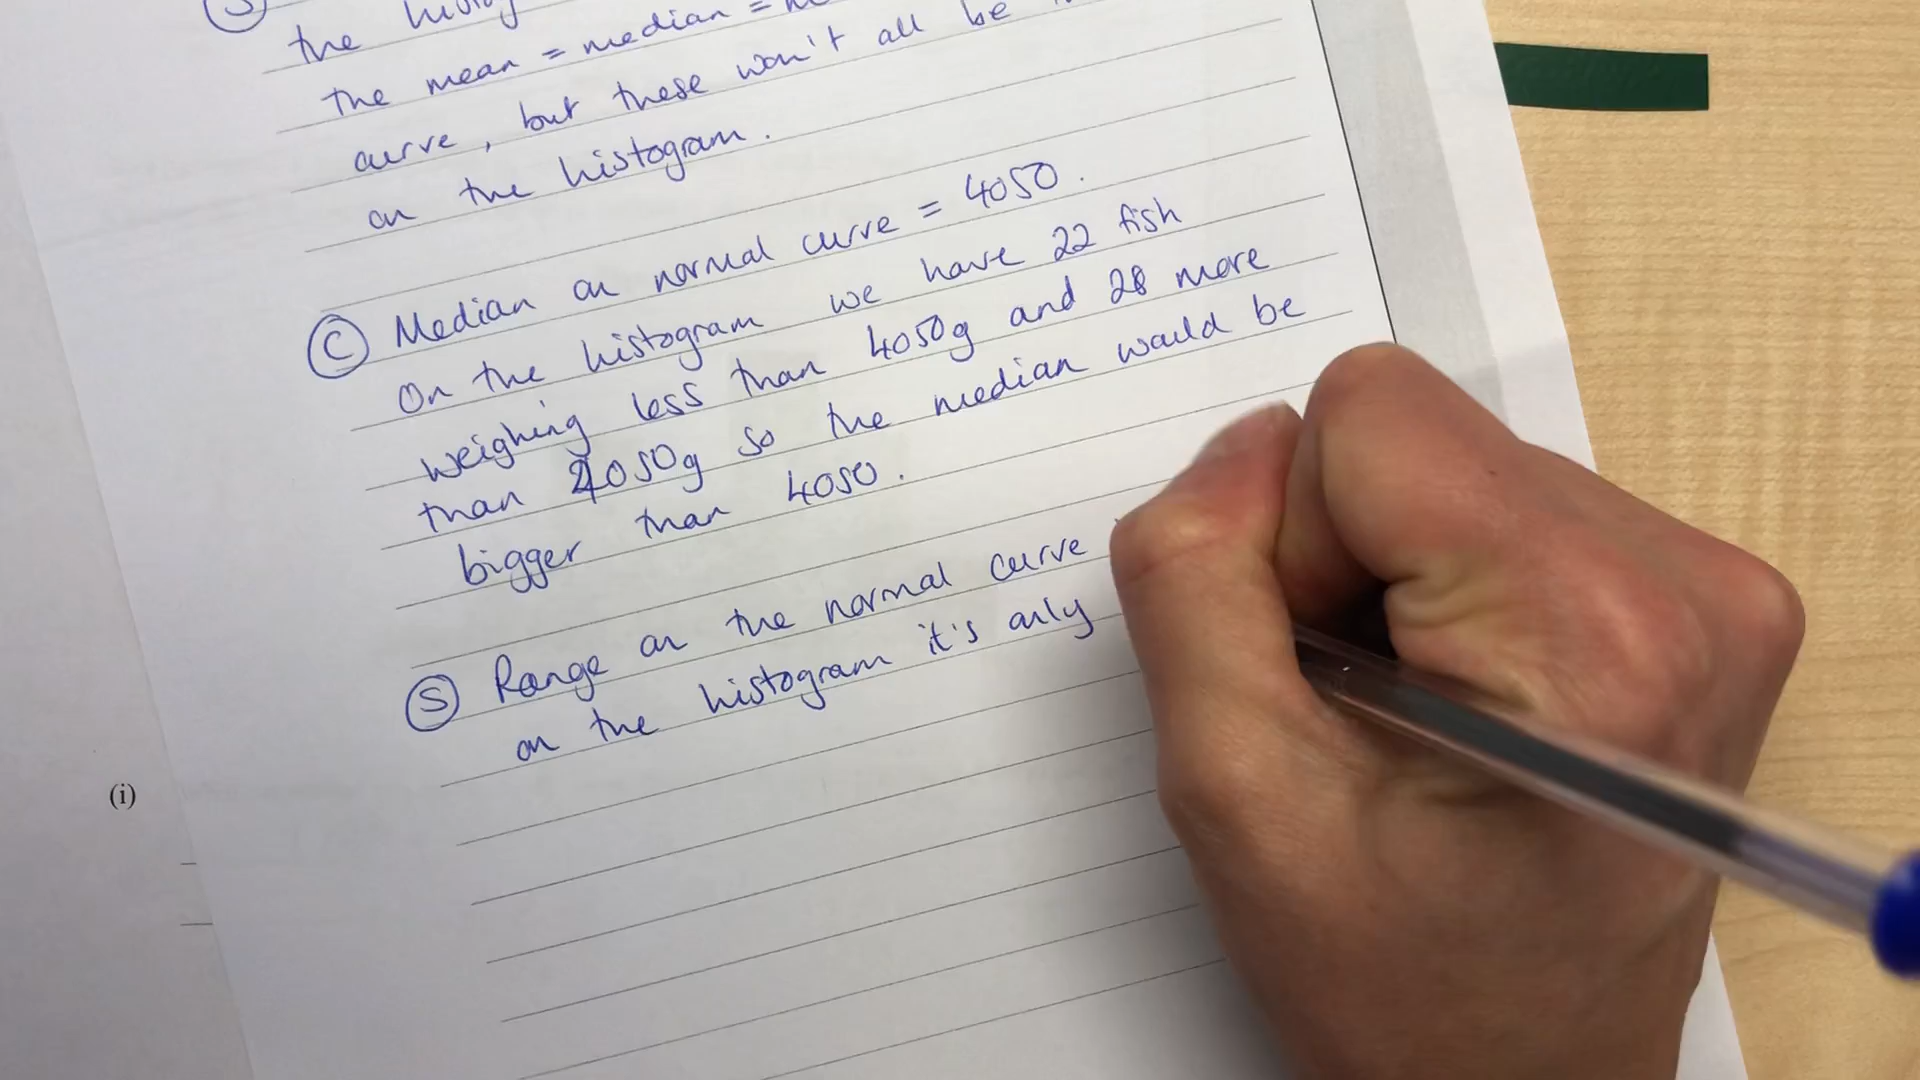 the
the mean = median =
curve, but these won't all be
on the histogram.
C Median on normal curve = 4050.
On the histogram we have 22 fish
weighing less than 4050g and 28 more
than 4050g so the median would be
bigger than 4050.
S Range on the normal curve
on the histogram it's only
(i)